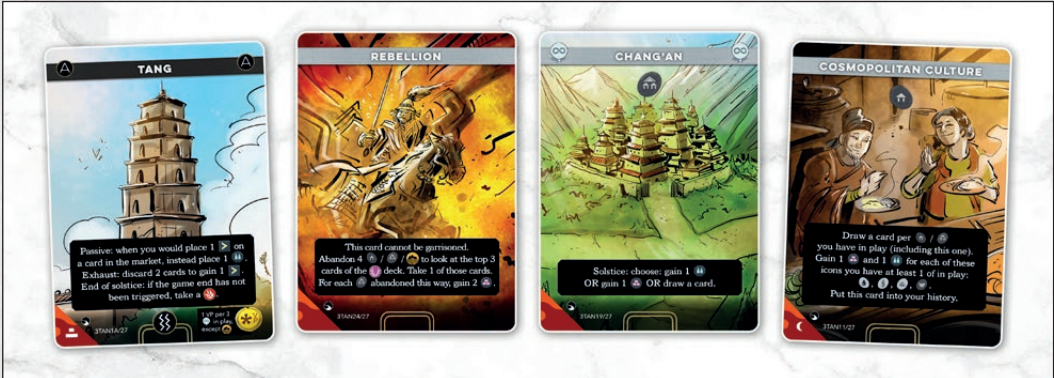 TANG
Passive: when you would place 1 on
a card in the market, instead place 1 .
Exhaust: discard 2 cards to gain 1 .
End of solstice: if the game end has not
been triggered, take a .
3TAN1A/27
1 VP per 3
in play,
except
REBELLION
This card cannot be garrisoned.
Abandon 4 / / to look at the top 3
cards of the deck. Take 1 of those cards.
For each abandoned this way, gain 2 .
3TAN24/27
CHANG'AN
Solstice: choose: gain 1
OR gain 1 OR draw a card.
3TAN19/27
COSMOPOLITAN CULTURE
Draw a card per /
you have in play (including this one).
Gain 1 and 1 for each of these
icons you have at least 1 of in play:
, , , .
Put this card into your history.
3TAN11/27